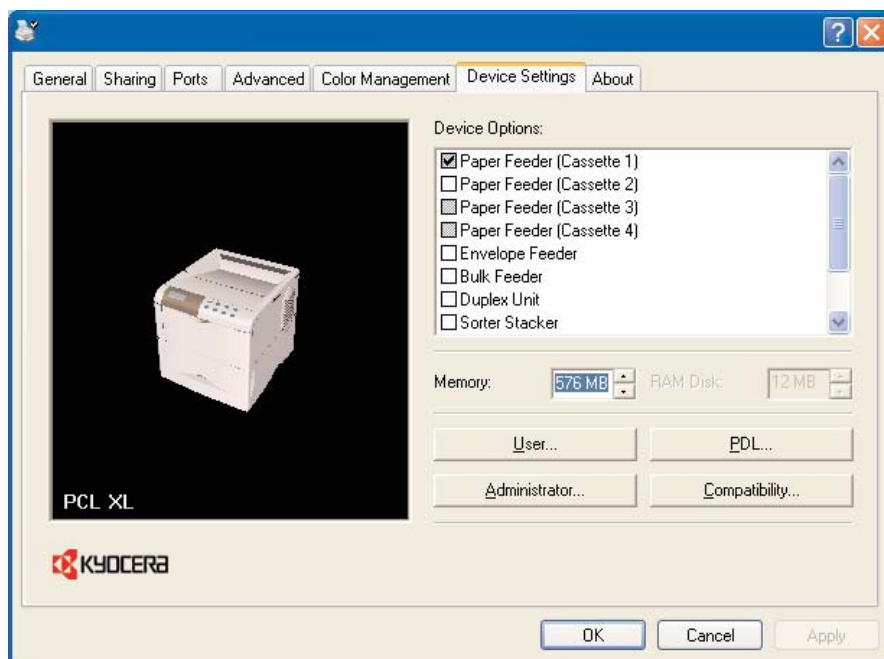 General Sharing Ports Advanced Color Management Device Settings About
Device Options:
Paper Feeder (Cassette 1)
Paper Feeder (Cassette 2)
Paper Feeder (Cassette 3)
Paper Feeder (Cassette 4)
Envelope Feeder
Bulk Feeder
Duplex Unit
Sorter Stacker
Memory: 576 MB RAM Disk: 12 MB
User... PDL...
Administrator... Compatibility...
PCL XL
KYOCERA
OK Cancel Apply